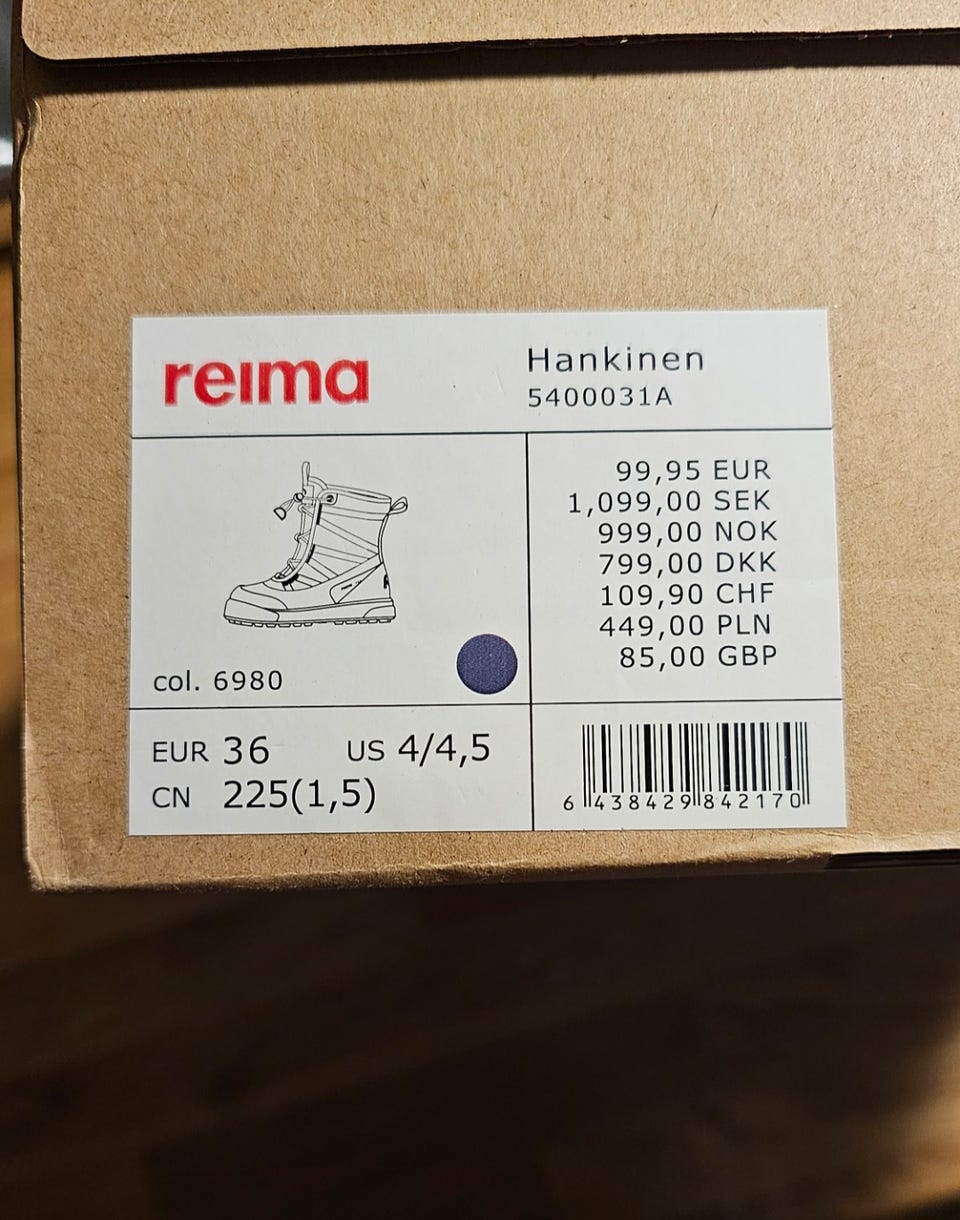 reima
Hankinen
5400031A
99,95 EUR
1,099,00 SEK
999,00 NOK
799,00 DKK
109,90 CHF
449,00 PLN
85,00 GBP
col. 6980
EUR 36 US 4/4,5
CN 225(1,5)
6 438429 842170